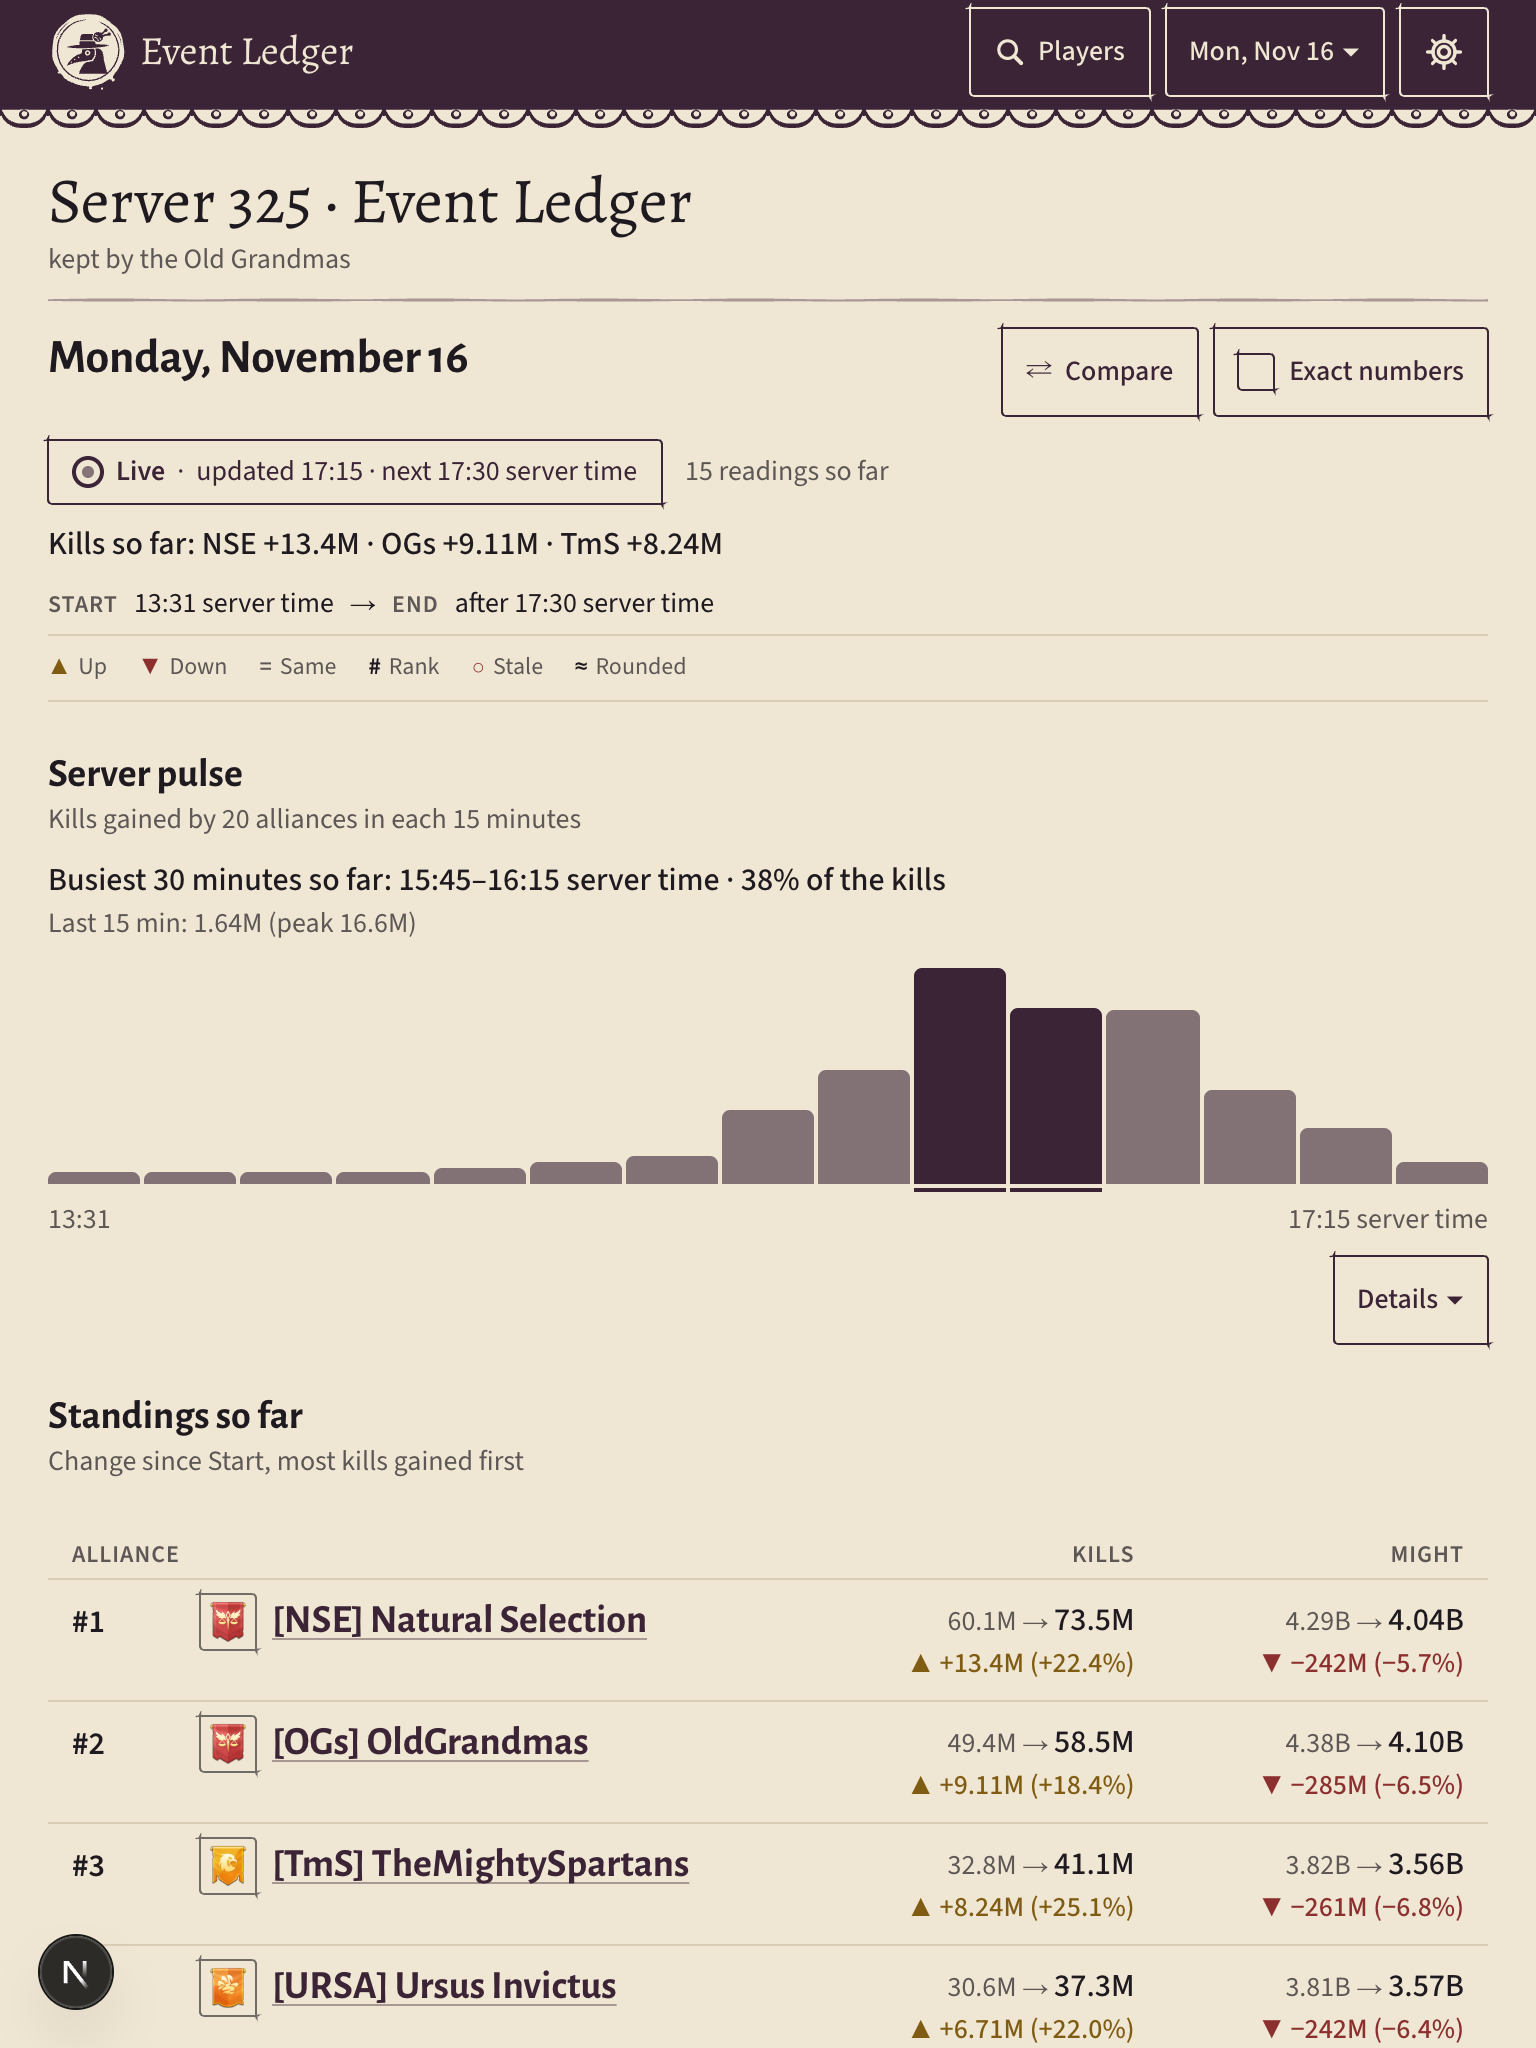 Event Ledger
Players
Mon, Nov 16
Server 325 · Event Ledger
kept by the Old Grandmas
Monday, November 16
⇄ Compare
Exact numbers
Live · updated 17:15 · next 17:30 server time
15 readings so far
Kills so far: NSE +13.4M · OGs +9.11M · TmS +8.24M
START 13:31 server time → END after 17:30 server time
▲ Up ▼ Down = Same # Rank ○ Stale ≈ Rounded
Server pulse
Kills gained by 20 alliances in each 15 minutes
Busiest 30 minutes so far: 15:45–16:15 server time · 38% of the kills
Last 15 min: 1.64M (peak 16.6M)
13:31
17:15 server time
Details
Standings so far
Change since Start, most kills gained first
ALLIANCE KILLS MIGHT
#1 [NSE] Natural Selection 60.1M → 73.5M 4.29B → 4.04B
▲ +13.4M (+22.4%) ▼ −242M (−5.7%)
#2 [OGs] OldGrandmas 49.4M → 58.5M 4.38B → 4.10B
▲ +9.11M (+18.4%) ▼ −285M (−6.5%)
#3 [TmS] TheMightySpartans 32.8M → 41.1M 3.82B → 3.56B
▲ +8.24M (+25.1%) ▼ −261M (−6.8%)
N [URSA] Ursus Invictus 30.6M → 37.3M 3.81B → 3.57B
▲ +6.71M (+22.0%) ▼ −242M (−6.4%)